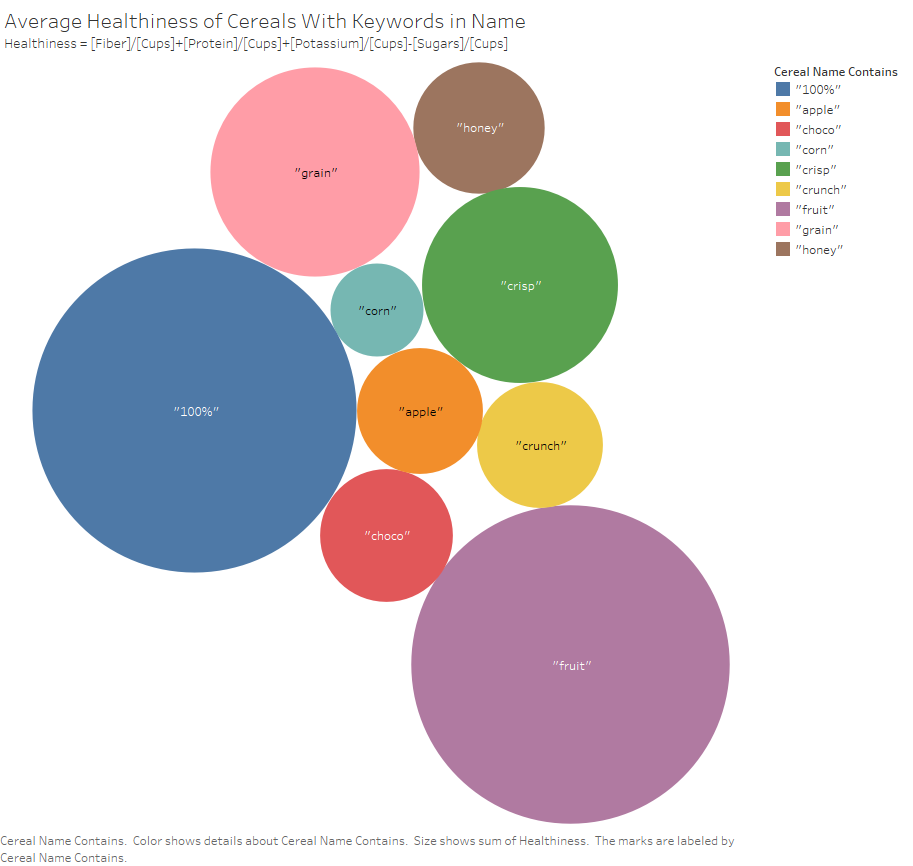 Average Healthiness of Cereals With Keywords in Name
Healthiness = [Fiber]/[Cups]+[Protein]/[Cups]+[Potassium]/[Cups]-[Sugars]/[Cups]
Cereal Name Contains
"100%"
"apple"
"choco"
"corn"
"crisp"
"crunch"
"fruit"
"grain"
"honey"
"honey"
"grain"
"crisp"
"corn"
"100%"
"apple"
"crunch"
"choco"
"fruit"
Cereal Name Contains.  Color shows details about Cereal Name Contains.  Size shows sum of Healthiness.  The marks are labeled by
Cereal Name Contains.